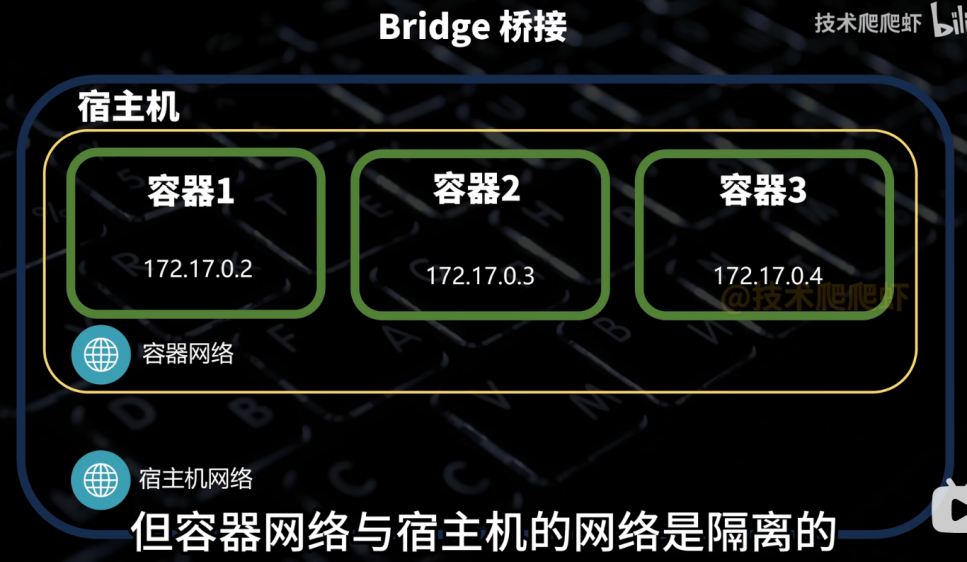 Bridge 桥接
技术爬爬虾 bili
宿主机
容器1
容器2
容器3
172.17.0.2
172.17.0.3
172.17.0.4
@技术爬爬虾
容器网络
宿主机网络
但容器网络与宿主机的网络是隔离的